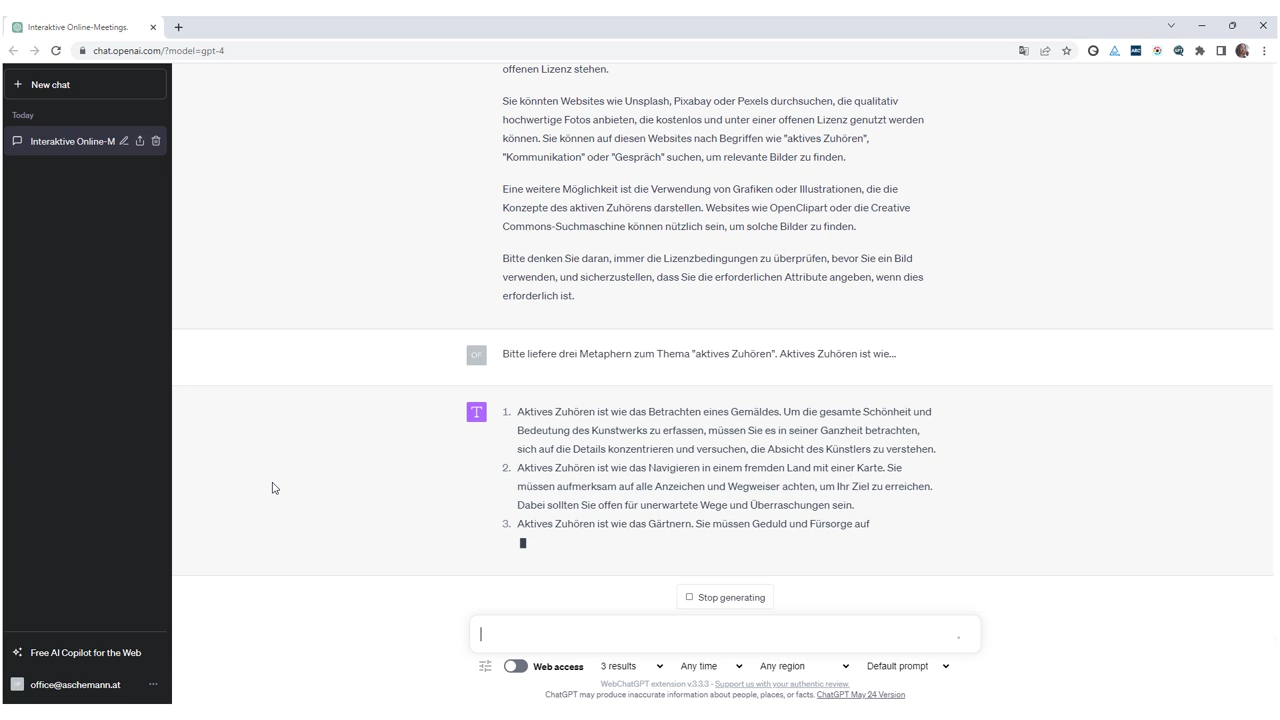 Interaktive Online-Meetings.
chat.openai.com/?model=gpt-4
ABC
New chat
Today
Interaktive Online-M
offenen Lizenz stehen.
Sie könnten Websites wie Unsplash, Pixabay oder Pexels durchsuchen, die qualitativ
hochwertige Fotos anbieten, die kostenlos und unter einer offenen Lizenz genutzt werden
können. Sie können auf diesen Websites nach Begriffen wie "aktives Zuhören",
"Kommunikation" oder "Gespräch" suchen, um relevante Bilder zu finden.
Eine weitere Möglichkeit ist die Verwendung von Grafiken oder Illustrationen, die die
Konzepte des aktiven Zuhörens darstellen. Websites wie OpenClipart oder die Creative
Commons-Suchmaschine können nützlich sein, um solche Bilder zu finden.
Bitte denken Sie daran, immer die Lizenzbedingungen zu überprüfen, bevor Sie ein Bild
verwenden, und sicherzustellen, dass Sie die erforderlichen Attribute angeben, wenn dies
erforderlich ist.
OF Bitte liefere drei Metaphern zum Thema "aktives Zuhören". Aktives Zuhören ist wie...
T 1. Aktives Zuhören ist wie das Betrachten eines Gemäldes. Um die gesamte Schönheit und
Bedeutung des Kunstwerks zu erfassen, müssen Sie es in seiner Ganzheit betrachten,
sich auf die Details konzentrieren und versuchen, die Absicht des Künstlers zu verstehen.
2. Aktives Zuhören ist wie das Navigieren in einem fremden Land mit einer Karte. Sie
müssen aufmerksam auf alle Anzeichen und Wegweiser achten, um Ihr Ziel zu erreichen.
Dabei sollten Sie offen für unerwartete Wege und Überraschungen sein.
3. Aktives Zuhören ist wie das Gärtnern. Sie müssen Geduld und Fürsorge auf
Stop generating
Web access 3 results Any time Any region Default prompt
WebChatGPT extension v.3.3.3 - Support us with your authentic review.
ChatGPT may produce inaccurate information about people, places, or facts. ChatGPT May 24 Version
Free AI Copilot for the Web
office@aschemann.at